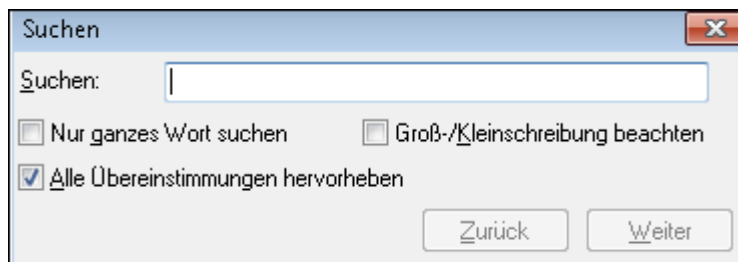 Suchen
Suchen:
Nur ganzes Wort suchen Groß-/Kleinschreibung beachten
Alle Übereinstimmungen hervorheben
Zurück Weiter